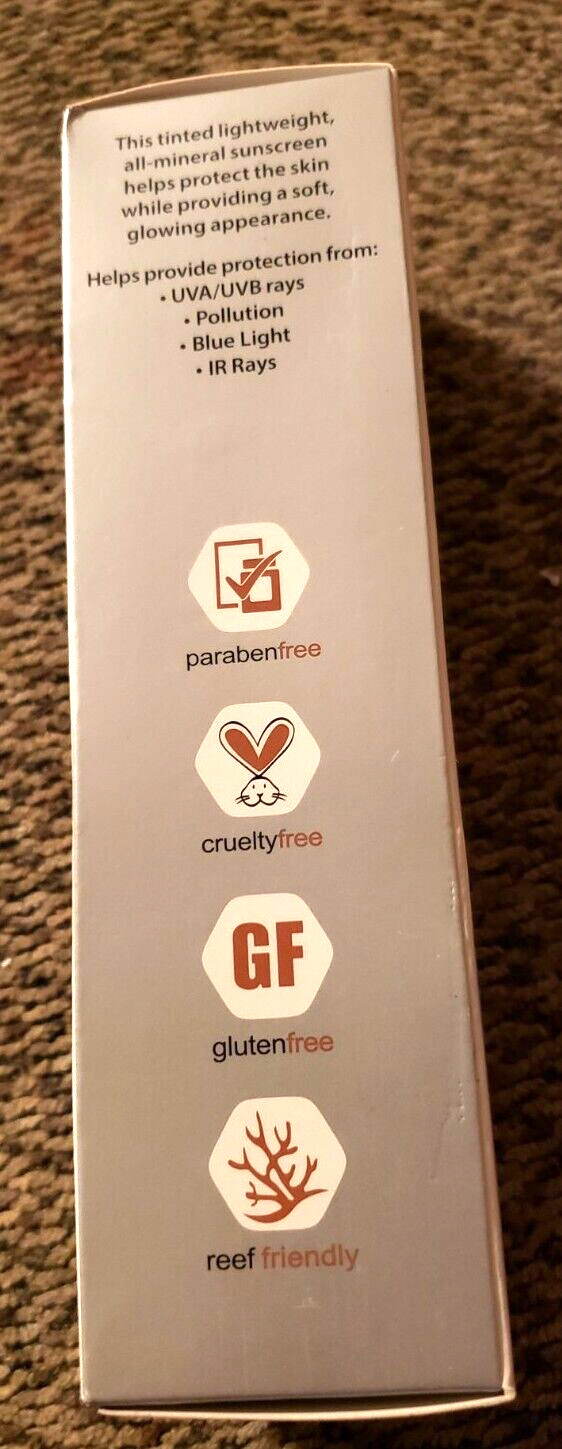 This tinted lightweight,
all-mineral sunscreen
helps protect the skin
while providing a soft,
glowing appearance.
Helps provide protection from:
• UVA/UVB rays
• Pollution
• Blue Light
• IR Rays
parabenfree
crueltyfree
GF
glutenfree
reef friendly